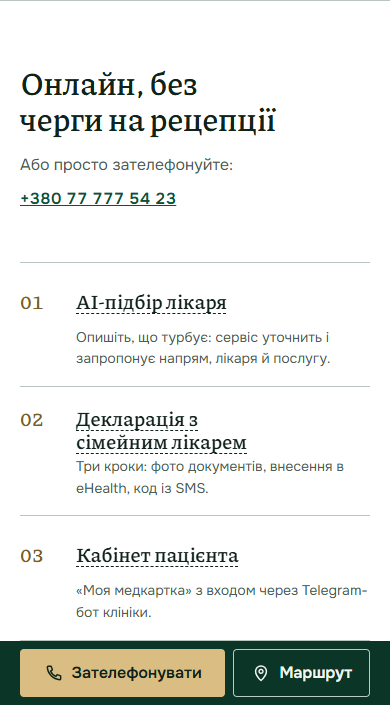 Онлайн, без
черги на рецепції
Або просто зателефонуйте:
+380 77 777 54 23
01
AI-підбір лікаря
Опишіть, що турбує: сервіс уточнить і
запропонує напрям, лікаря й послугу.
02
Декларація з
сімейним лікарем
Три кроки: фото документів, внесення в
eHealth, код із SMS.
03
Кабінет пацієнта
«Моя медкартка» з входом через Telegram-
бот клініки.
Зателефонувати
Маршрут